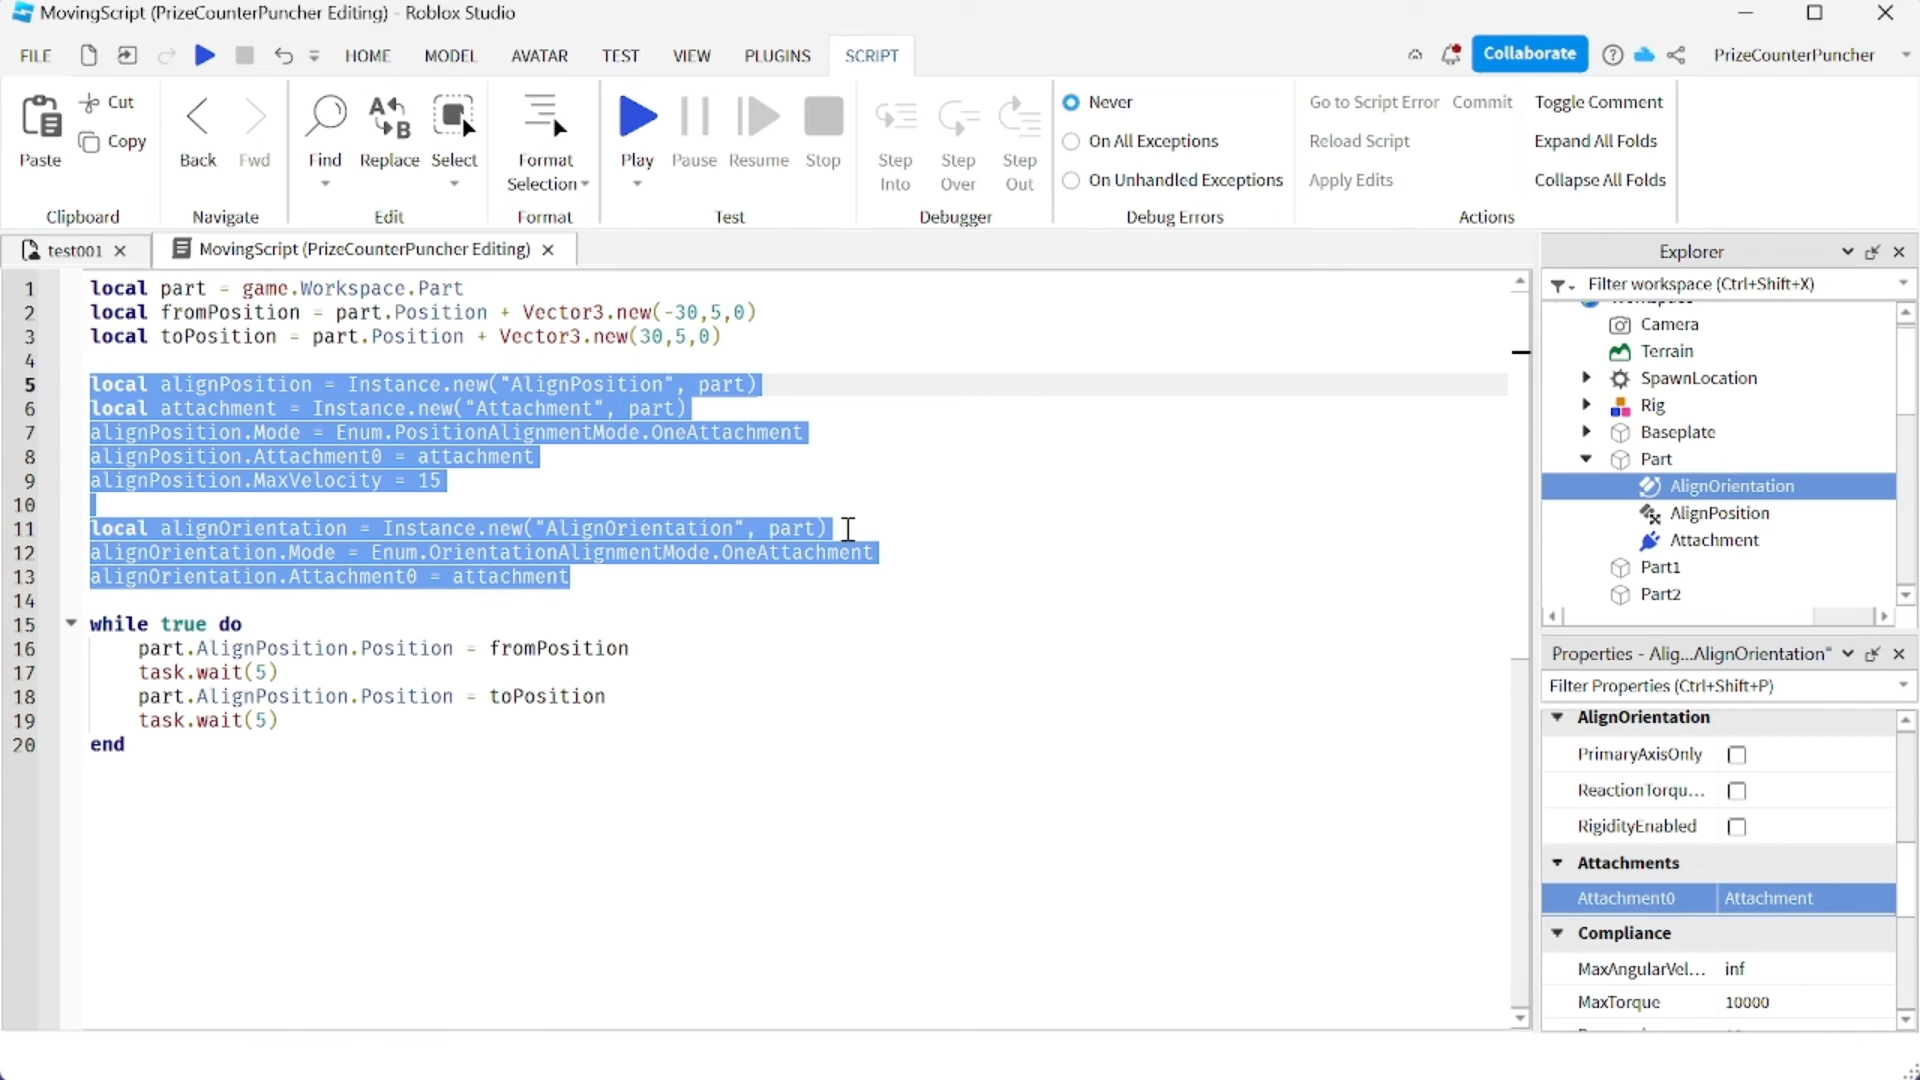 MovingScript (PrizeCounterPuncher Editing) - Roblox Studio
FILE HOME MODEL AVATAR TEST VIEW PLUGINS SCRIPT Collaborate PrizeCounterPuncher
Paste Cut Copy Clipboard
Back Fwd Navigate
Find Replace Select Edit
Format Selection Format
Play Pause Resume Stop Test
Step Into Step Over Step Out Debugger
Never
On All Exceptions
On Unhandled Exceptions
Debug Errors
Go to Script Error Commit Toggle Comment
Reload Script Expand All Folds
Apply Edits Collapse All Folds
Actions
test001 MovingScript (PrizeCounterPuncher Editing)
1 local part = game.Workspace.Part
2 local fromPosition = part.Position + Vector3.new(-30,5,0)
3 local toPosition = part.Position + Vector3.new(30,5,0)
4
5 local alignPosition = Instance.new("AlignPosition", part)
6 local attachment = Instance.new("Attachment", part)
7 alignPosition.Mode = Enum.PositionAlignmentMode.OneAttachment
8 alignPosition.Attachment0 = attachment
9 alignPosition.MaxVelocity = 15
10
11 local alignOrientation = Instance.new("AlignOrientation", part)
12 alignOrientation.Mode = Enum.OrientationAlignmentMode.OneAttachment
13 alignOrientation.Attachment0 = attachment
14
15 while true do
16 part.AlignPosition.Position = fromPosition
17 task.wait(5)
18 part.AlignPosition.Position = toPosition
19 task.wait(5)
20 end
Explorer
Filter workspace (Ctrl+Shift+X)
Camera
Terrain
SpawnLocation
Rig
Baseplate
Part
AlignOrientation
AlignPosition
Attachment
Part1
Part2
Properties - Alig...AlignOrientation"
Filter Properties (Ctrl+Shift+P)
AlignOrientation
PrimaryAxisOnly
ReactionTorqu...
RigidityEnabled
Attachments
Attachment0 Attachment
Compliance
MaxAngularVel... inf
MaxTorque 10000